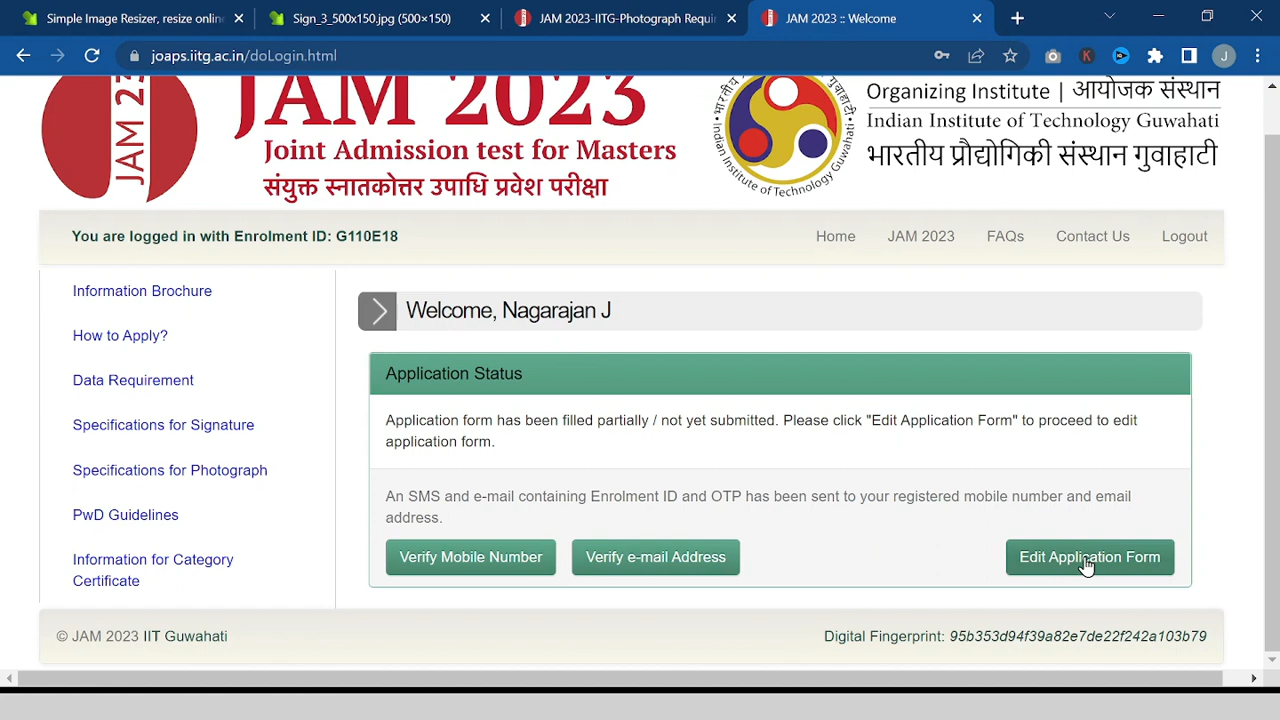 Simple Image Resizer, resize onlin
Sign_3_500x150.jpg (500×150)
JAM 2023-IITG-Photograph Requir
JAM 2023 :: Welcome
joaps.iitg.ac.in/doLogin.html
K
J
JAM 23
JAM 2023
Joint Admission test for Masters
संयुक्त स्नातकोत्तर उपाधि प्रवेश परीक्षा
Indian Institute of Technology Guwahati
Organizing Institute | आयोजक संस्थान
Indian Institute of Technology Guwahati
भारतीय प्रौद्योगिकी संस्थान गुवाहाटी
You are logged in with Enrolment ID: G110E18
Home
JAM 2023
FAQs
Contact Us
Logout
Information Brochure
How to Apply?
Data Requirement
Specifications for Signature
Specifications for Photograph
PwD Guidelines
Information for Category
Certificate
Welcome, Nagarajan J
Application Status
Application form has been filled partially / not yet submitted. Please click "Edit Application Form" to proceed to edit
application form.
An SMS and e-mail containing Enrolment ID and OTP has been sent to your registered mobile number and email
address.
Verify Mobile Number
Verify e-mail Address
Edit Application Form
© JAM 2023 IIT Guwahati
Digital Fingerprint: 95b353d94f39a82e7de22f242a103b79